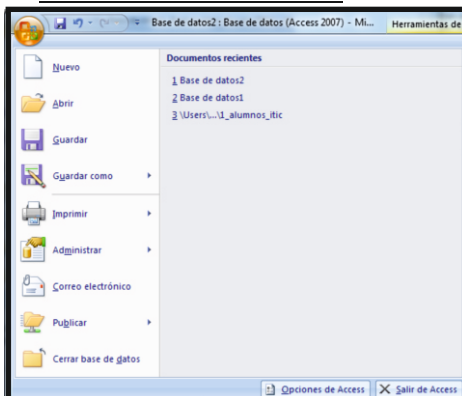 Base de datos2 : Base de datos (Access 2007) - Mi...
Herramientas de
Nuevo
Abrir
Guardar
Guardar como
Imprimir
Administrar
Correo electrónico
Publicar
Cerrar base de datos
Documentos recientes
1 Base de datos2
2 Base de datos1
3 \Users\...\1_alumnos_itic
Opciones de Access
Salir de Access